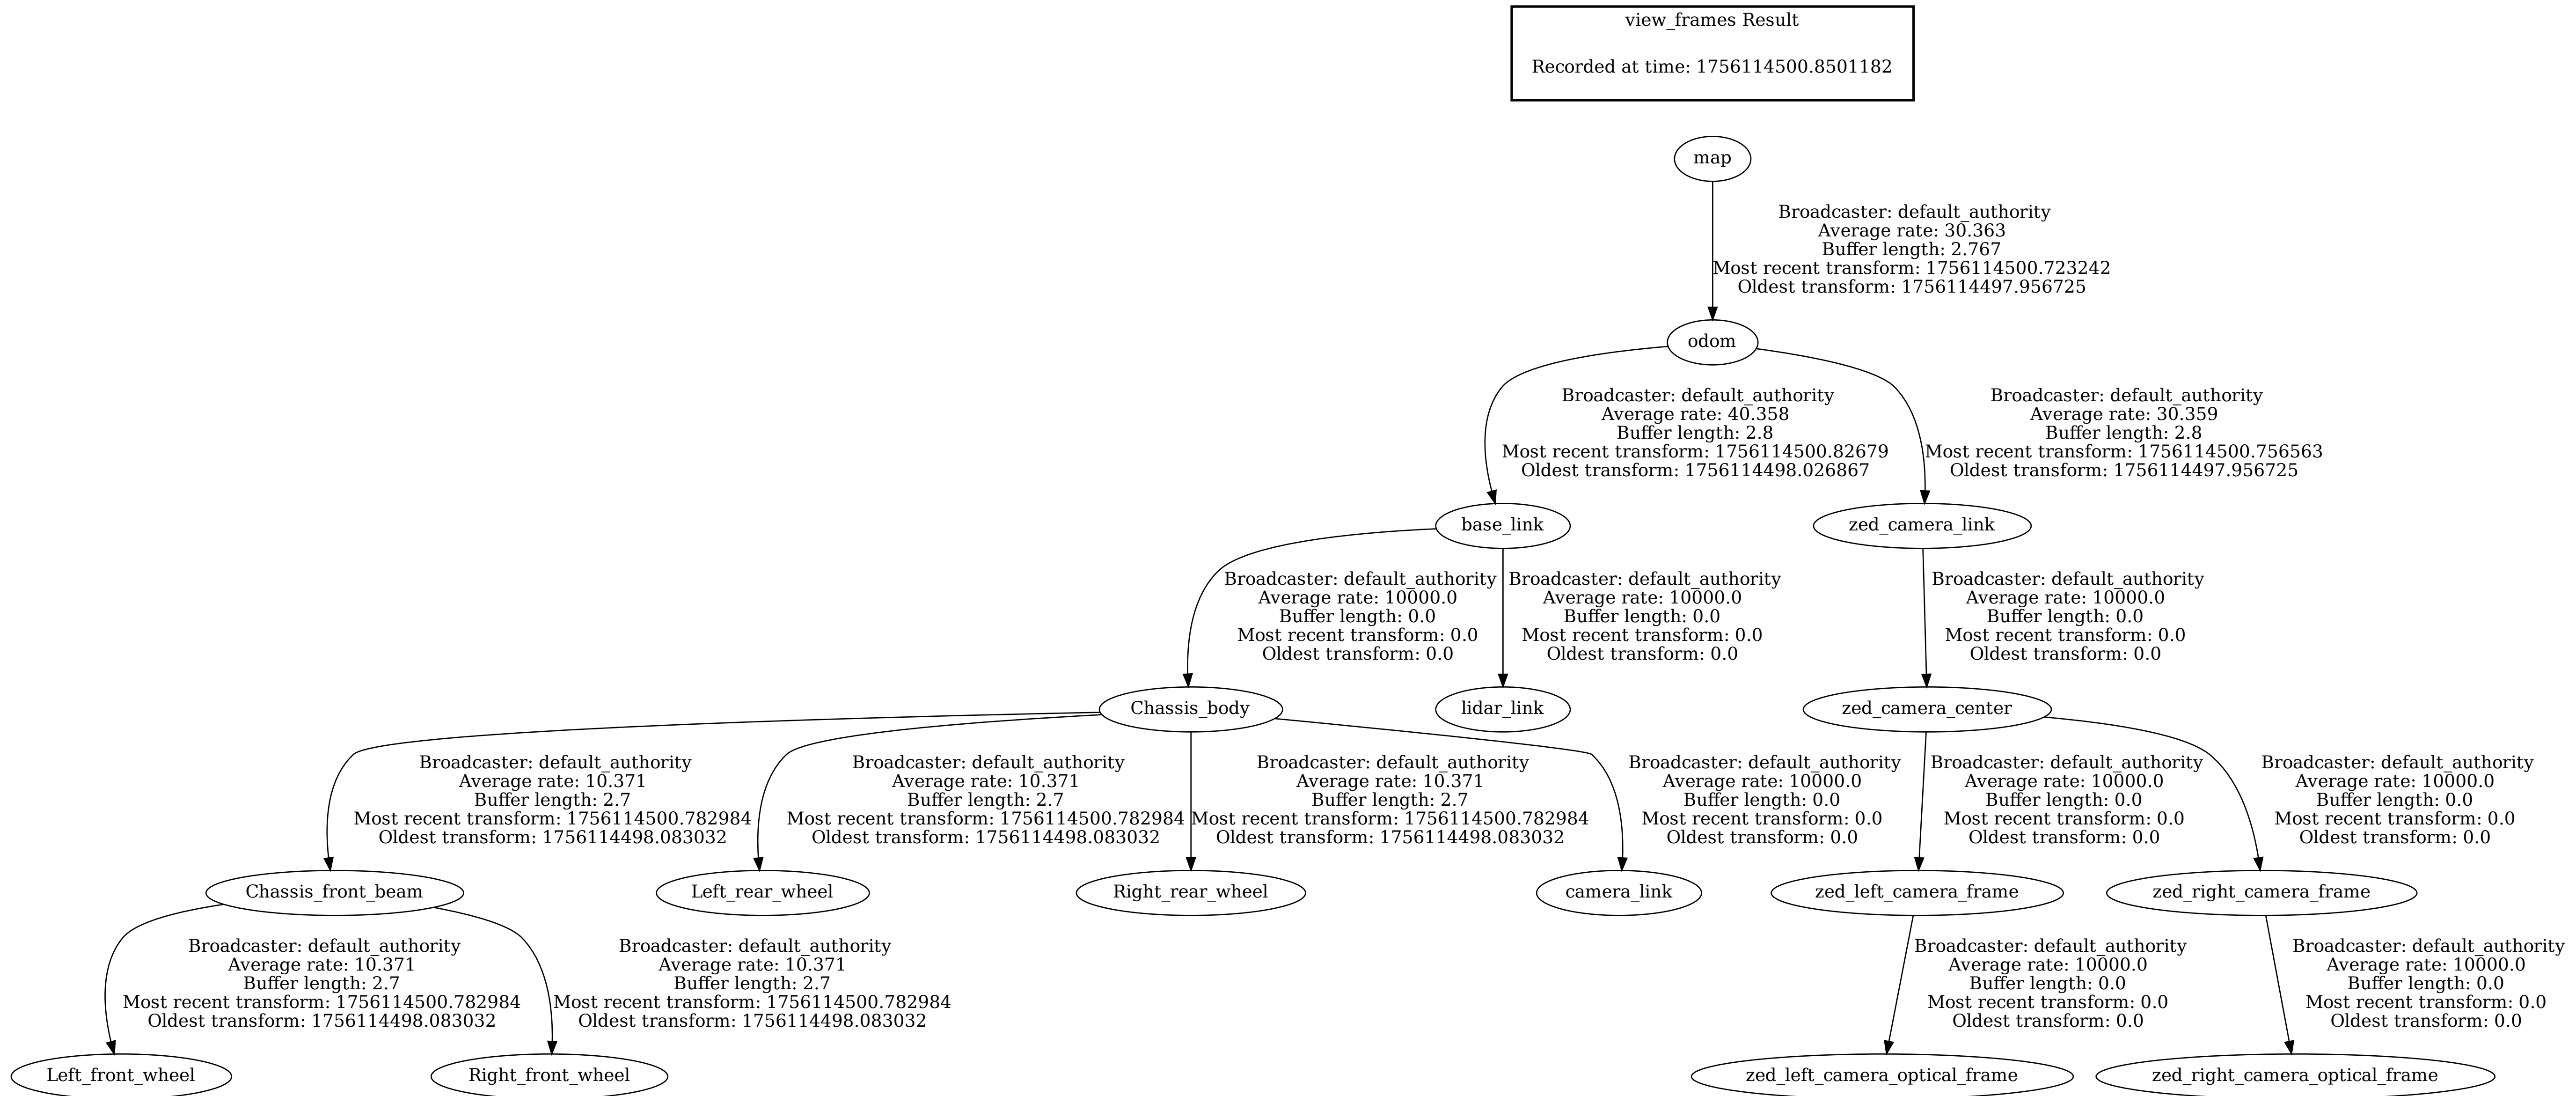 view_frames Result
Recorded at time: 1756114500.8501182
map
Broadcaster: default_authority
Average rate: 30.363
Buffer length: 2.767
Most recent transform: 1756114500.723242
Oldest transform: 1756114497.956725
odom
Broadcaster: default_authority
Average rate: 40.358
Buffer length: 2.8
Most recent transform: 1756114500.82679
Oldest transform: 1756114498.026867
Broadcaster: default_authority
Average rate: 30.359
Buffer length: 2.8
Most recent transform: 1756114500.756563
Oldest transform: 1756114497.956725
base_link
zed_camera_link
Broadcaster: default_authority
Average rate: 10000.0
Buffer length: 0.0
Most recent transform: 0.0
Oldest transform: 0.0
Broadcaster: default_authority
Average rate: 10000.0
Buffer length: 0.0
Most recent transform: 0.0
Oldest transform: 0.0
Broadcaster: default_authority
Average rate: 10000.0
Buffer length: 0.0
Most recent transform: 0.0
Oldest transform: 0.0
Chassis_body
lidar_link
zed_camera_center
Broadcaster: default_authority
Average rate: 10.371
Buffer length: 2.7
Most recent transform: 1756114500.782984
Oldest transform: 1756114498.083032
Broadcaster: default_authority
Average rate: 10.371
Buffer length: 2.7
Most recent transform: 1756114500.782984
Oldest transform: 1756114498.083032
Broadcaster: default_authority
Average rate: 10.371
Buffer length: 2.7
Most recent transform: 1756114500.782984
Oldest transform: 1756114498.083032
Broadcaster: default_authority
Average rate: 10000.0
Buffer length: 0.0
Most recent transform: 0.0
Oldest transform: 0.0
Broadcaster: default_authority
Average rate: 10000.0
Buffer length: 0.0
Most recent transform: 0.0
Oldest transform: 0.0
Broadcaster: default_authority
Average rate: 10000.0
Buffer length: 0.0
Most recent transform: 0.0
Oldest transform: 0.0
Chassis_front_beam
Left_rear_wheel
Right_rear_wheel
camera_link
zed_left_camera_frame
zed_right_camera_frame
Broadcaster: default_authority
Average rate: 10.371
Buffer length: 2.7
Most recent transform: 1756114500.782984
Oldest transform: 1756114498.083032
Broadcaster: default_authority
Average rate: 10.371
Buffer length: 2.7
Most recent transform: 1756114500.782984
Oldest transform: 1756114498.083032
Broadcaster: default_authority
Average rate: 10000.0
Buffer length: 0.0
Most recent transform: 0.0
Oldest transform: 0.0
Broadcaster: default_authority
Average rate: 10000.0
Buffer length: 0.0
Most recent transform: 0.0
Oldest transform: 0.0
Left_front_wheel
Right_front_wheel
zed_left_camera_optical_frame
zed_right_camera_optical_frame